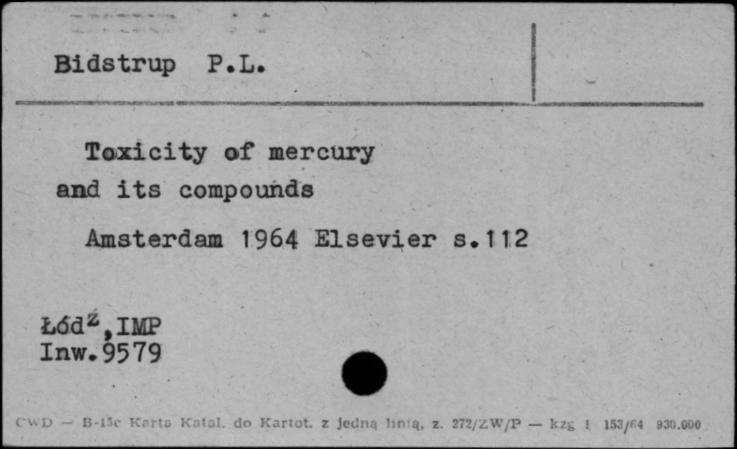 Bidstrup P.L.
Toxicity of mercury
and its compounds
Amsterdam 1964 Elsevier s.112
Łódź,IMP
Inw.9579
CWD — B-15c Karta Katal. do Kartot. z jedną linią, z. 272/ZW/P — kzg 1 153/64 930.000